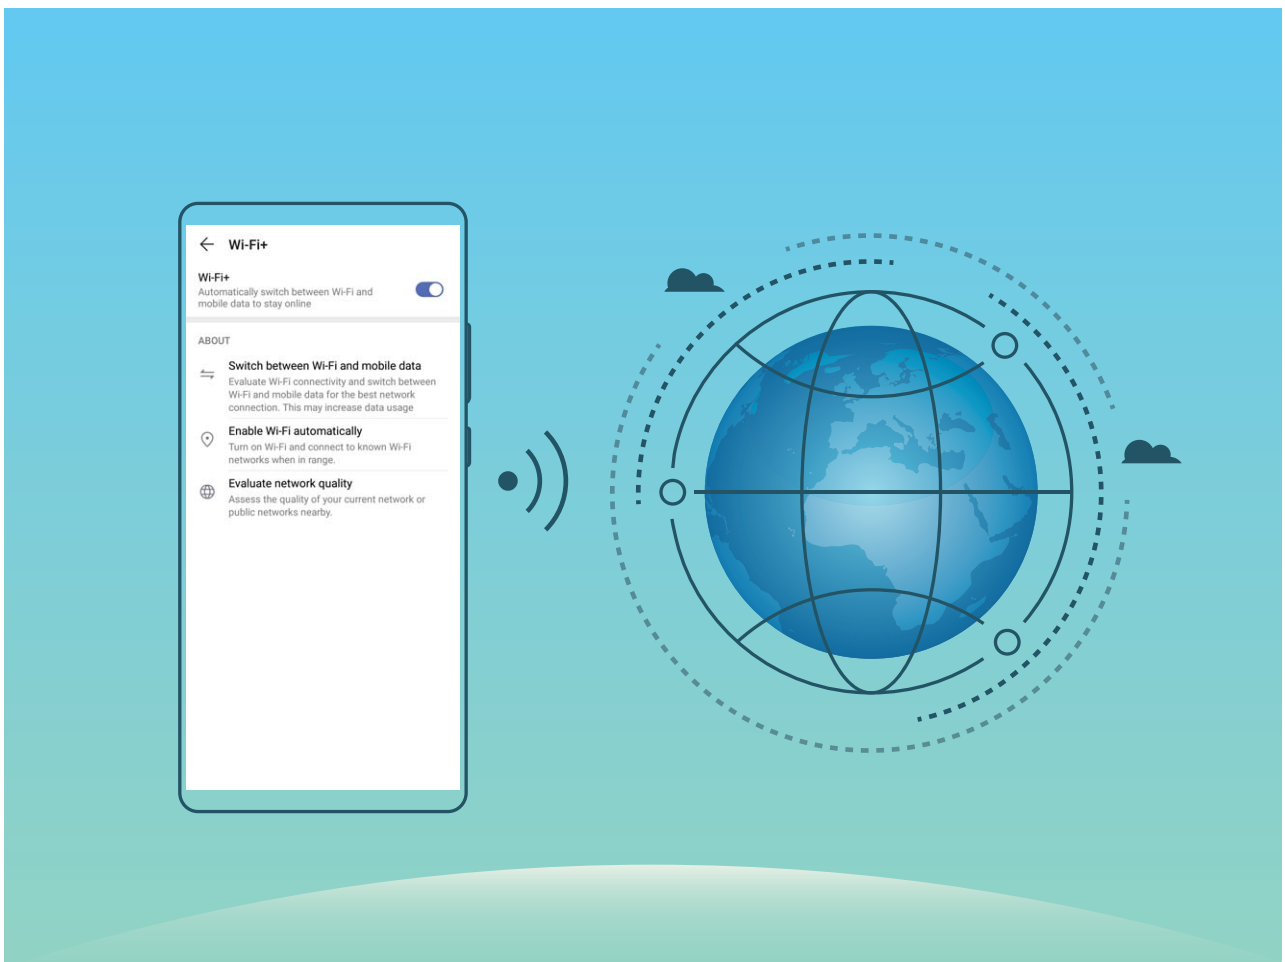 Wi-Fi+
Wi-Fi+
Automatically switch between Wi-Fi and
mobile data to stay online
ABOUT
Switch between Wi-Fi and mobile data
Evaluate Wi-Fi connectivity and switch between
Wi-Fi and mobile data for the best network
connection. This may increase data usage
Enable Wi-Fi automatically
Turn on Wi-Fi and connect to known Wi-Fi
networks when in range.
Evaluate network quality
Assess the quality of your current network or
public networks nearby.